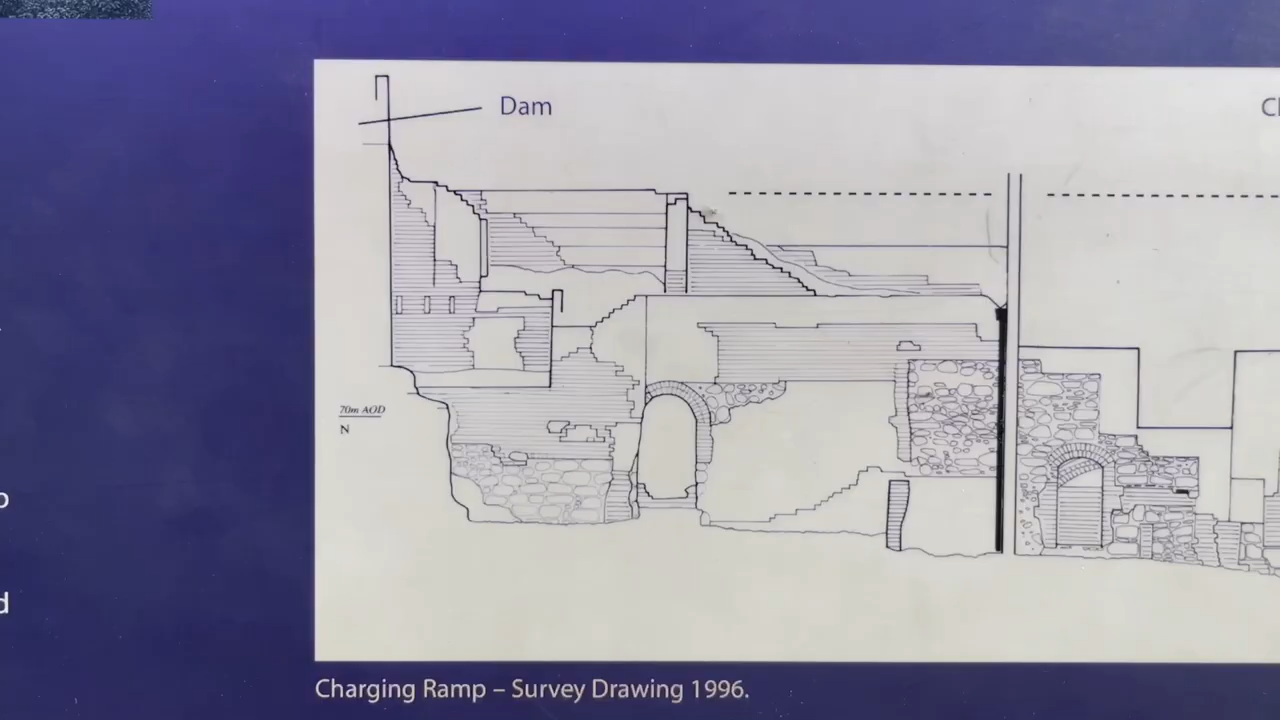 Dam
70m AOD
N
Charging Ramp – Survey Drawing 1996.